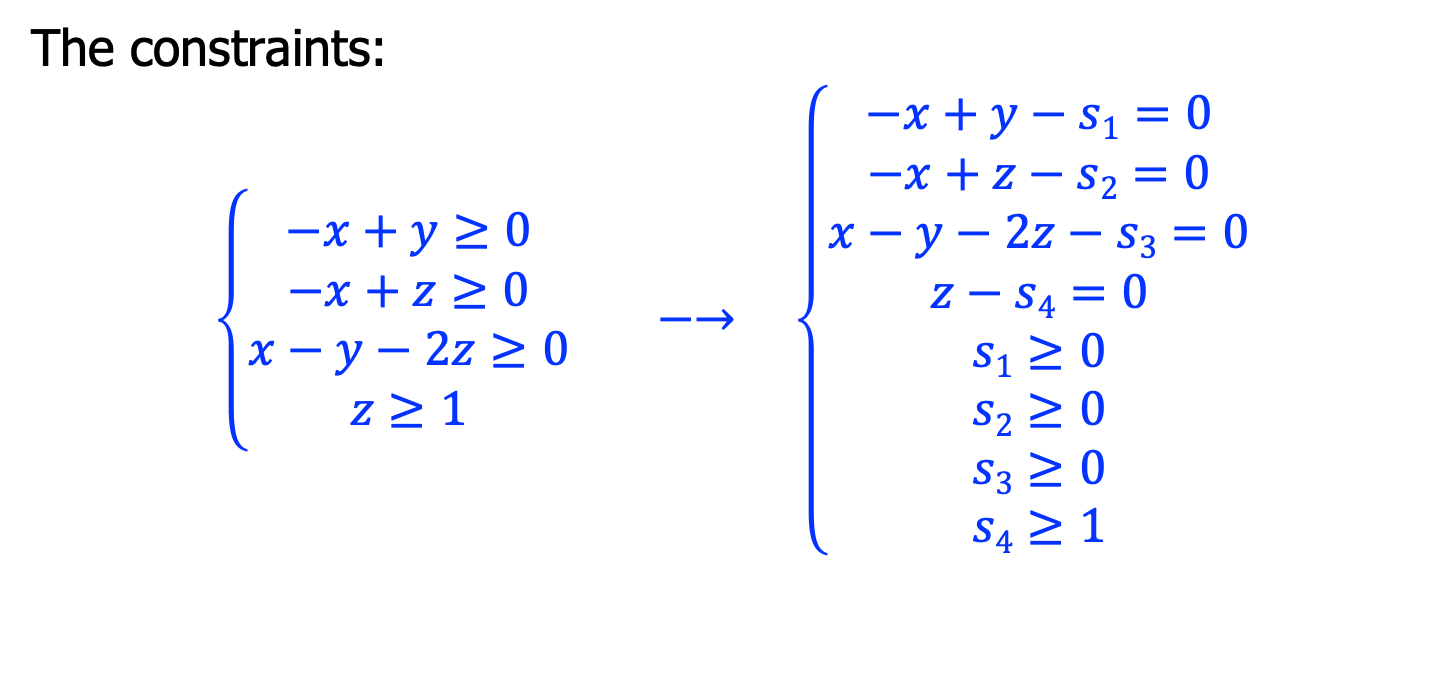 The constraints:
−x + y ≥ 0
−x + z ≥ 0
x − y − 2z ≥ 0
z ≥ 1
−→
−x + y − s₁ = 0
−x + z − s₂ = 0
x − y − 2z − s₃ = 0
z − s₄ = 0
s₁ ≥ 0
s₂ ≥ 0
s₃ ≥ 0
s₄ ≥ 1